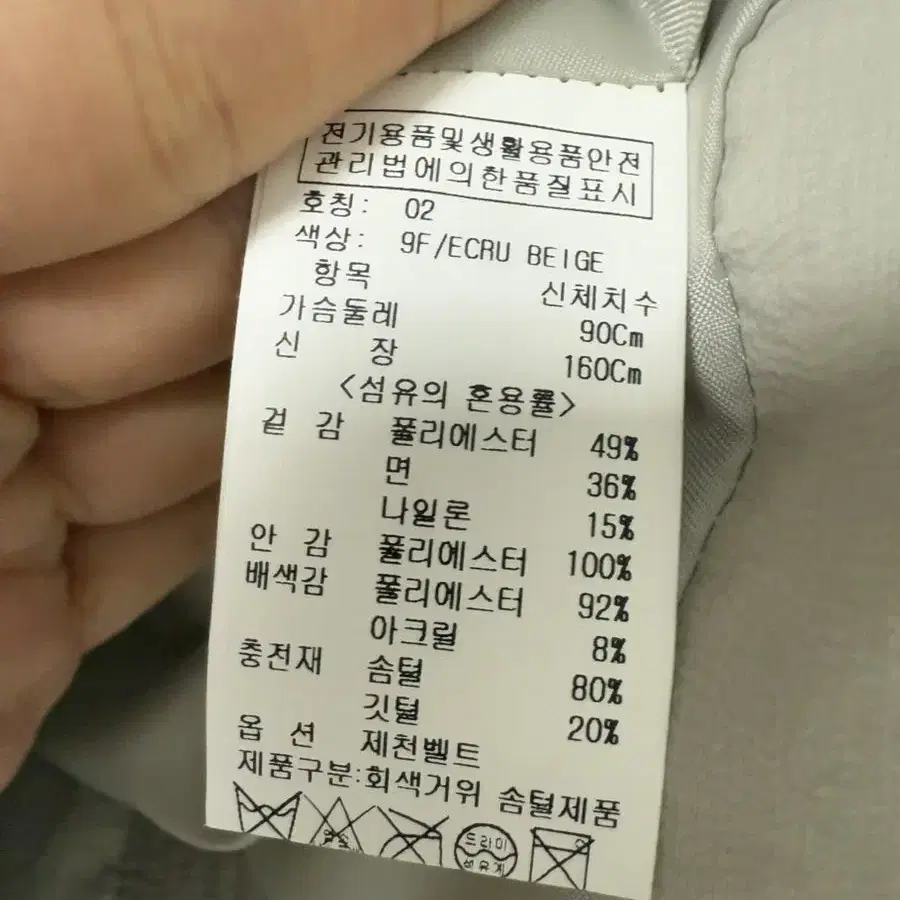 전기용품및생활용품안전
관리법에의한품질표시
호칭: 02
색상: 9F/ECRU BEIGE
항목 신체치수
가슴둘레 90Cm
신 장 160Cm
<섬유의 혼용률>
겉 감 폴리에스터 49%
면 36%
나일론 15%
안 감 폴리에스터 100%
배색감 폴리에스터 92%
아크릴 8%
충전재 솜털 80%
깃털 20%
옵 션 제천벨트
제품구분:회색거위 솜털제품
드라이